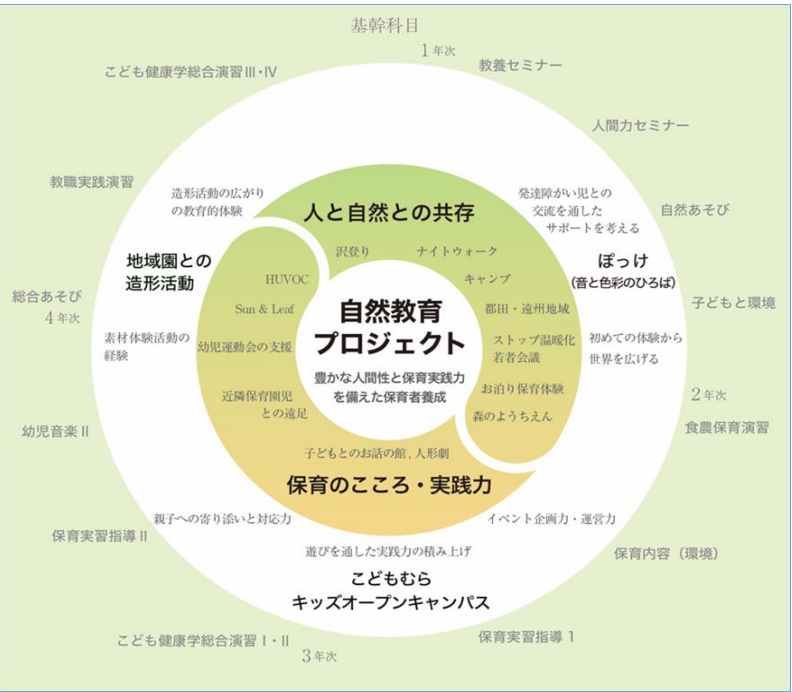 基幹科目
1年次
教養セミナー
人間力セミナー
自然あそび
子どもと環境
2年次
食農保育演習
保育内容（環境）
保育実習指導 1
3年次
こども健康学総合演習Ⅰ・Ⅱ
保育実習指導Ⅱ
幼児音楽Ⅱ
4年次
総合あそび
教職実践演習
こども健康学総合演習Ⅲ・Ⅳ
造形活動の広がり
の教育的体験
地域園との
造形活動
素材体験活動の
経験
発達障がい児との
交流を通した
サポートを考える
ぽっけ
(音と色彩のひろば)
初めての体験から
世界を広げる
親子への寄り添いと対応力
イベント企画力・運営力
遊びを通した実践力の積み上げ
こどもむら
キッズオープンキャンパス
人と自然との共存
沢登り
ナイトウォーク
キャンプ
都田・遠州地域
ストップ温暖化
若者会議
お泊り保育体験
森のようちえん
HUVOC
Sun & Leaf
幼児運動会の支援
近隣保育園児
との遠足
子どもとのお話の館、人形劇
保育のこころ・実践力
自然教育
プロジェクト
豊かな人間性と保育実践力
を備えた保育者養成